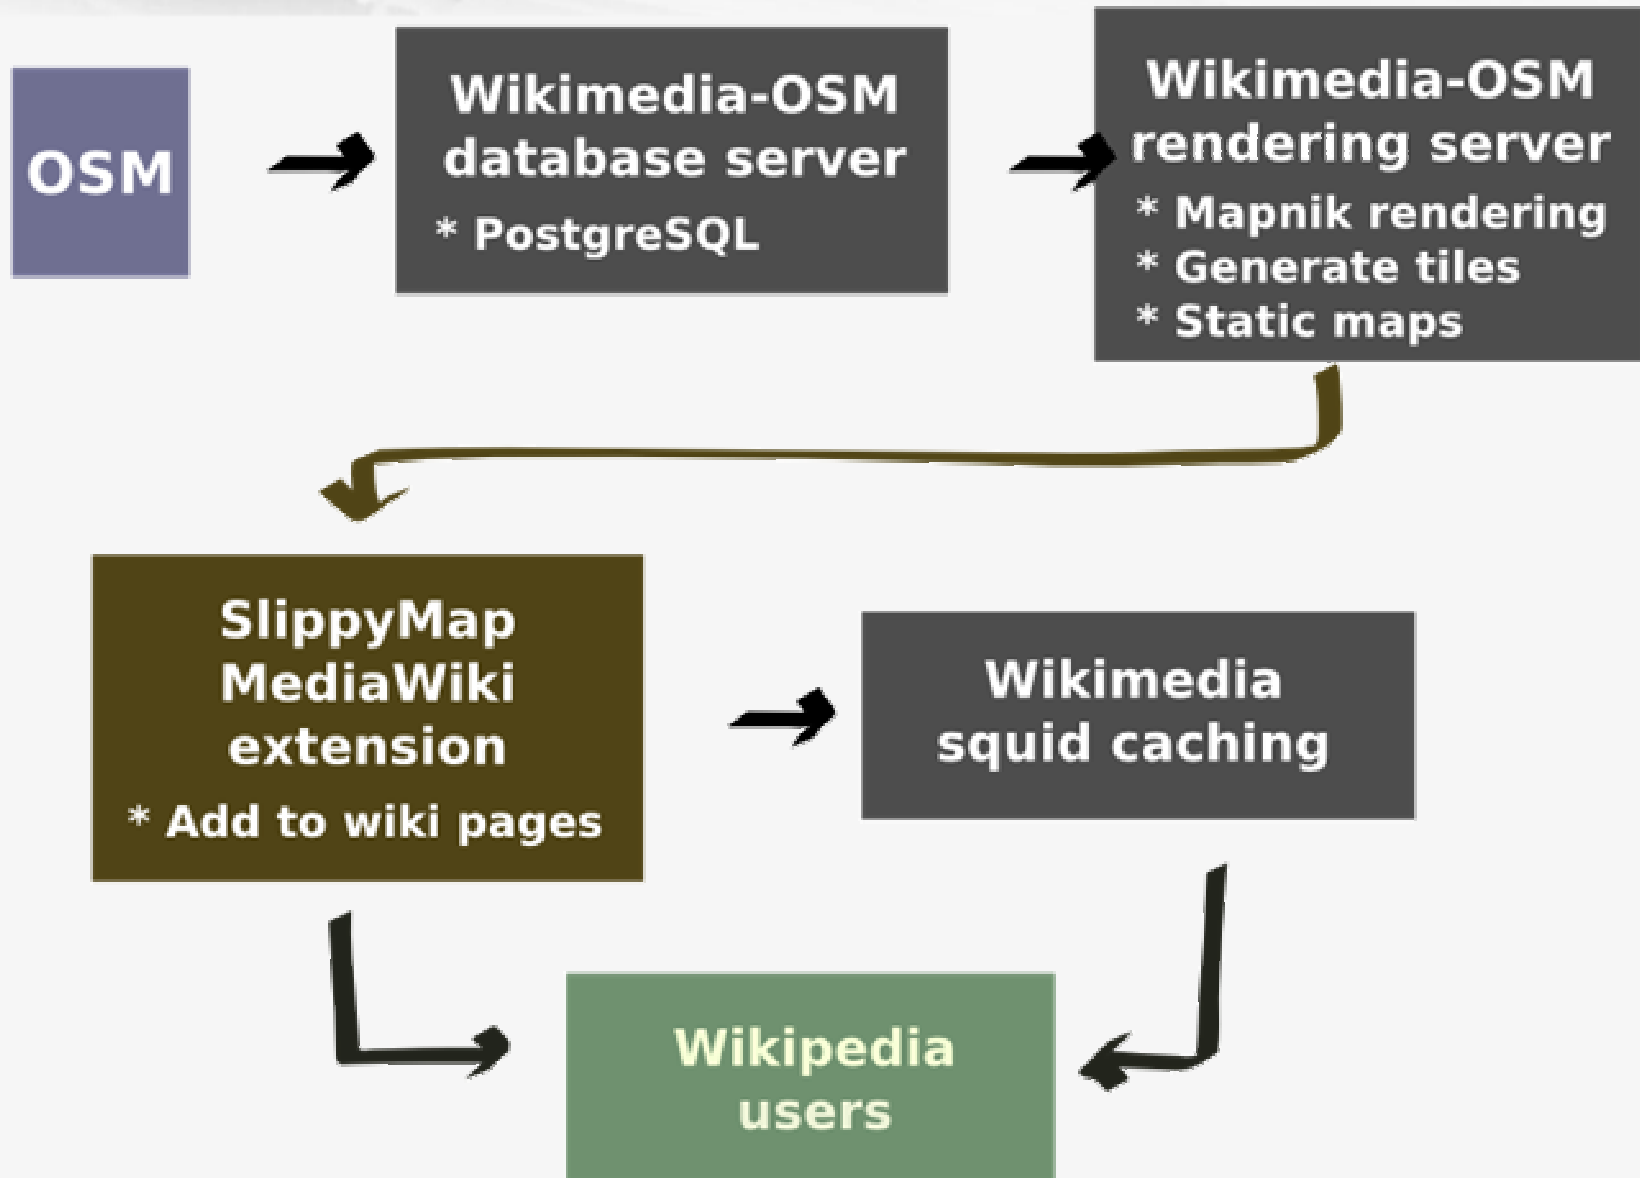 OSM
Wikimedia-OSM
database server
* PostgreSQL
Wikimedia-OSM
rendering server
* Mapnik rendering
* Generate tiles
* Static maps
SlippyMap
MediaWiki
extension
* Add to wiki pages
Wikimedia
squid caching
Wikipedia
users